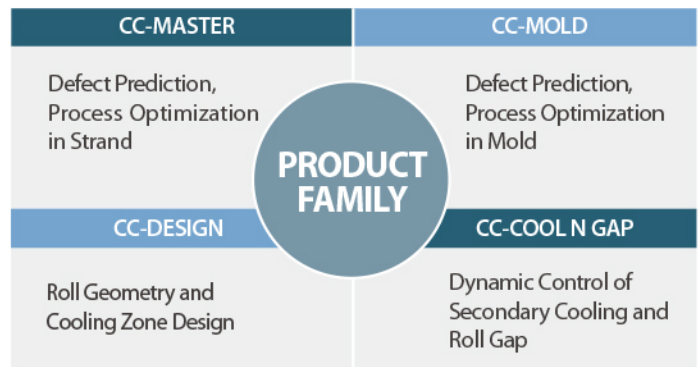 CC-MASTER
Defect Prediction,
Process Optimization
in Strand
CC-MOLD
Defect Prediction,
Process Optimization
in Mold
PRODUCT
FAMILY
CC-DESIGN
Roll Geometry and
Cooling Zone Design
CC-COOL N GAP
Dynamic Control of
Secondary Cooling and
Roll Gap